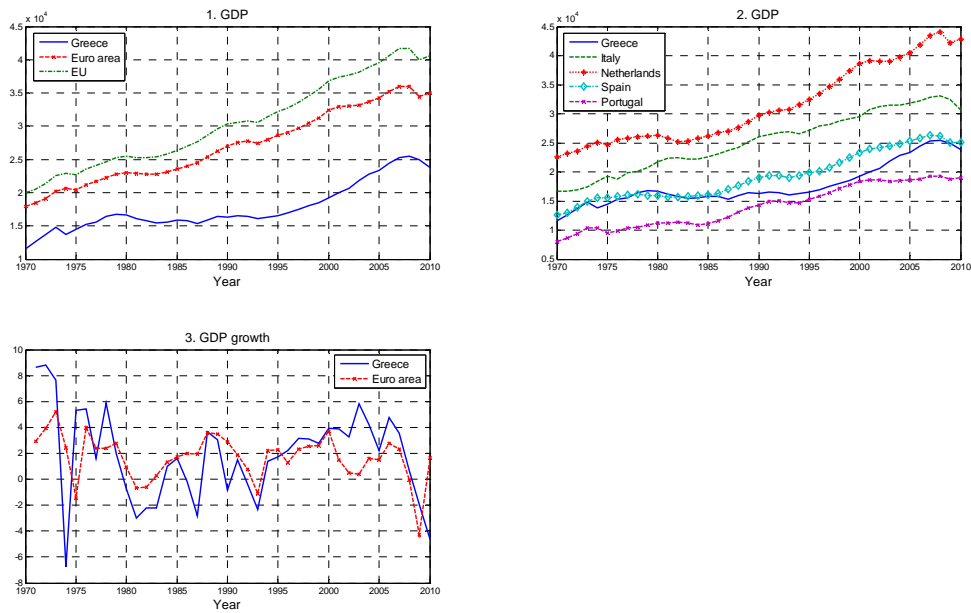 1. GDP
x 10^4
4.5
4
3.5
3
2.5
2
1.5
1
Greece
Euro area
EU
1970 1975 1980 1985 1990 1995 2000 2005 2010
Year
2. GDP
x 10^4
4.5
4
3.5
3
2.5
2
1.5
1
0.5
Greece
Italy
Netherlands
Spain
Portugal
1970 1975 1980 1985 1990 1995 2000 2005 2010
Year
3. GDP growth
10
8
6
4
2
0
-2
-4
-6
-8
Greece
Euro area
1970 1975 1980 1985 1990 1995 2000 2005 2010
Year